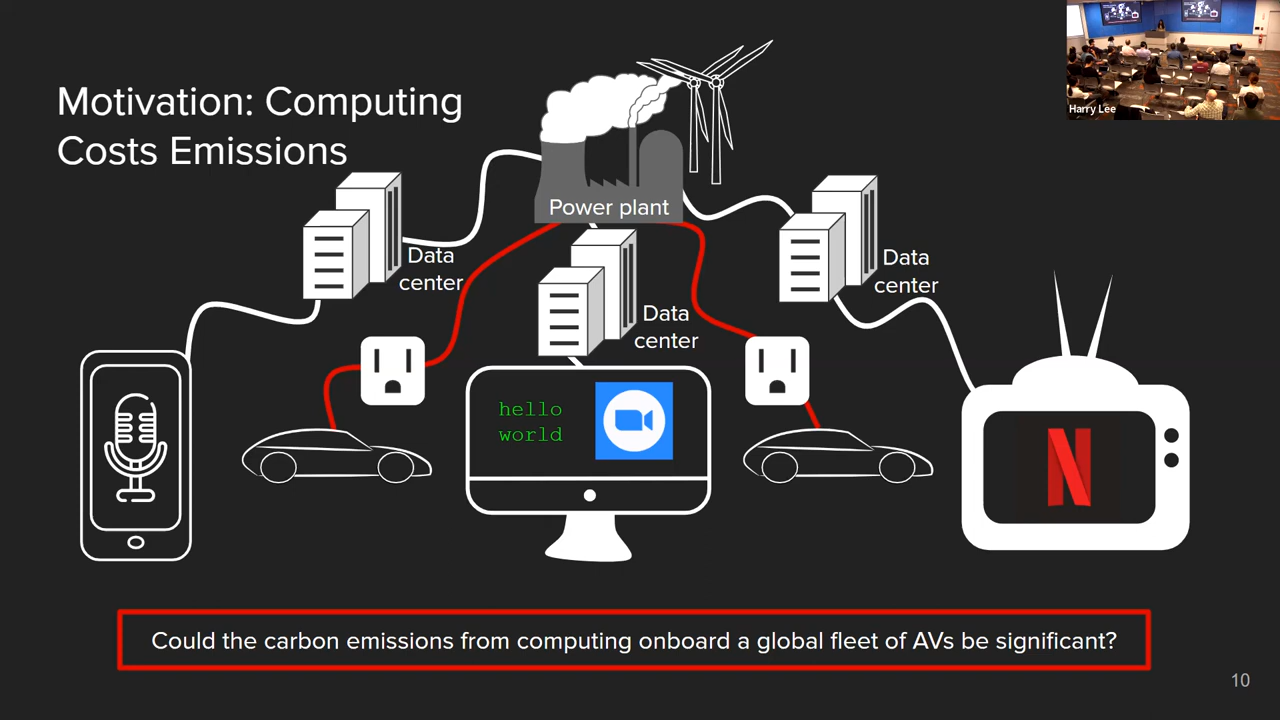 Motivation: Computing
Costs Emissions
Harry Lee
Power plant
Data
center
Data
center
Data
center
hello
world
N
Could the carbon emissions from computing onboard a global fleet of AVs be significant?
10